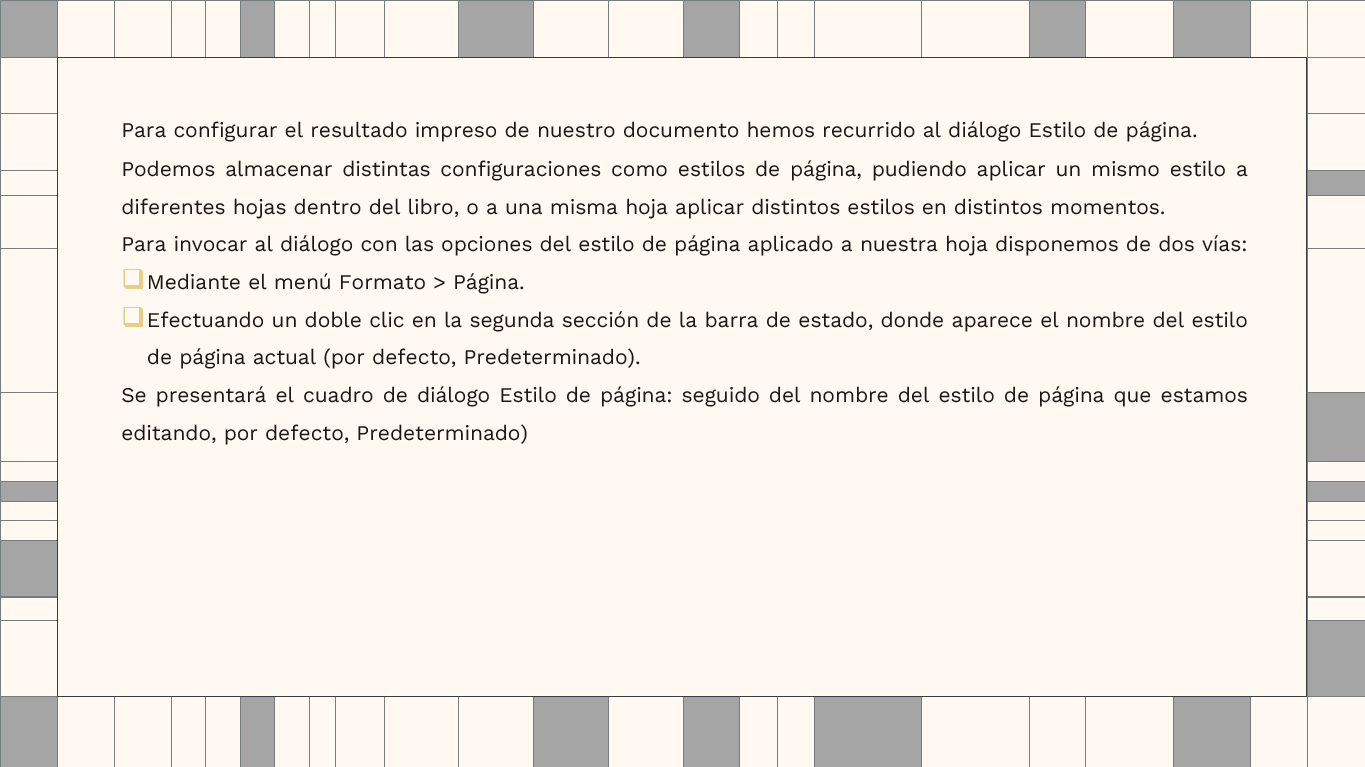 Para configurar el resultado impreso de nuestro documento hemos recurrido al diálogo Estilo de página.
Podemos almacenar distintas configuraciones como estilos de página, pudiendo aplicar un mismo estilo a
diferentes hojas dentro del libro, o a una misma hoja aplicar distintos estilos en distintos momentos.
Para invocar al diálogo con las opciones del estilo de página aplicado a nuestra hoja disponemos de dos vías:
❑Mediante el menú Formato > Página.
❑Efectuando un doble clic en la segunda sección de la barra de estado, donde aparece el nombre del estilo
de página actual (por defecto, Predeterminado).
Se presentará el cuadro de diálogo Estilo de página: seguido del nombre del estilo de página que estamos
editando, por defecto, Predeterminado)